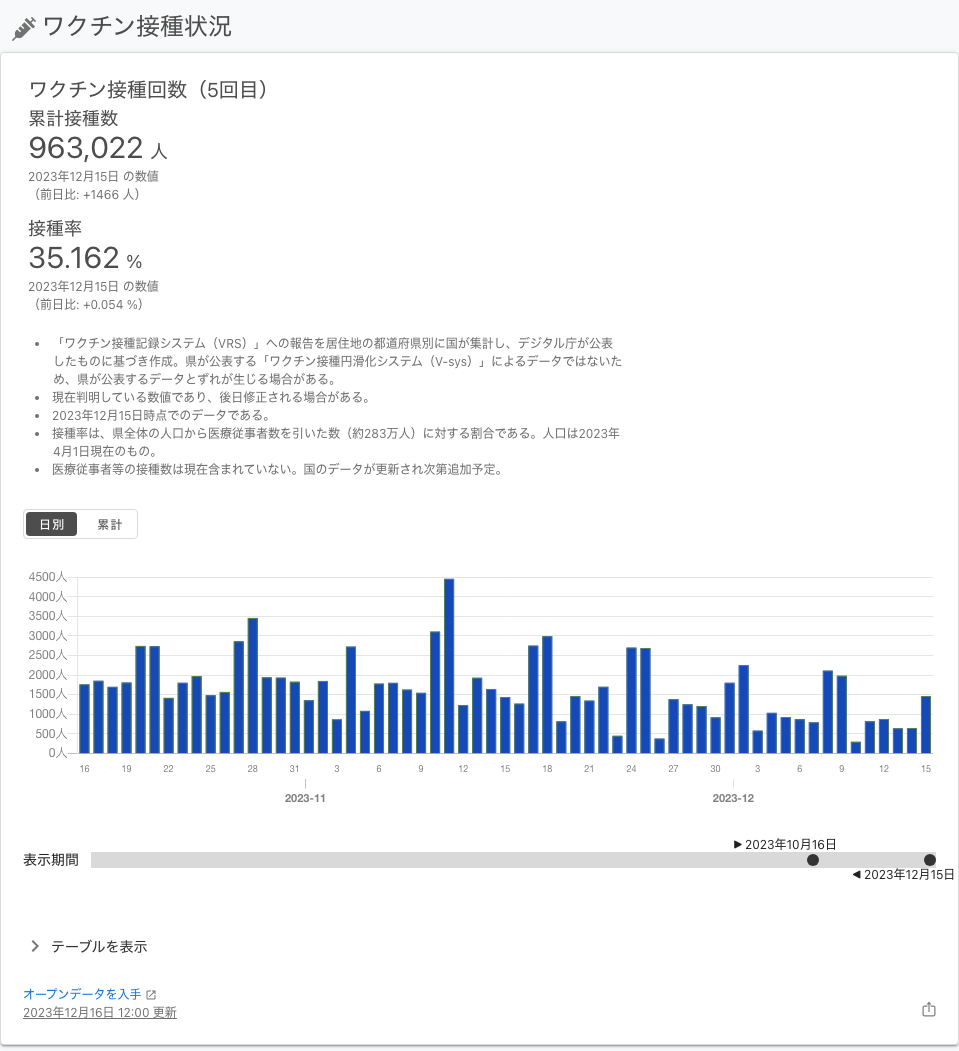 ワクチン接種状況
ワクチン接種回数（5回目）
累計接種数
963,022 人
2023年12月15日 の数値
（前日比: +1466 人）
接種率
35.162 %
2023年12月15日 の数値
（前日比: +0.054 %）
• 「ワクチン接種記録システム（VRS）」への報告を居住地の都道府県別に国が集計し、デジタル庁が公表
したものに基づき作成。県が公表する「ワクチン接種円滑化システム（V-sys）」によるデータではないた
め、県が公表するデータとずれが生じる場合がある。
• 現在判明している数値であり、後日修正される場合がある。
• 2023年12月15日時点でのデータである。
• 接種率は、県全体の人口から医療従事者数を引いた数（約283万人）に対する割合である。人口は2023年
4月1日現在のもの。
• 医療従事者等の接種数は現在含まれていない。国のデータが更新され次第追加予定。
日別 累計
4500人
4000人
3500人
3000人
2500人
2000人
1500人
1000人
500人
0人
16 19 22 25 28 31 3 6 9 12 15 18 21 24 27 30 3 6 9 12 15
2023-11 2023-12
▶ 2023年10月16日
表示期間
◀ 2023年12月15日
テーブルを表示
オープンデータを入手
2023年12月16日 12:00 更新